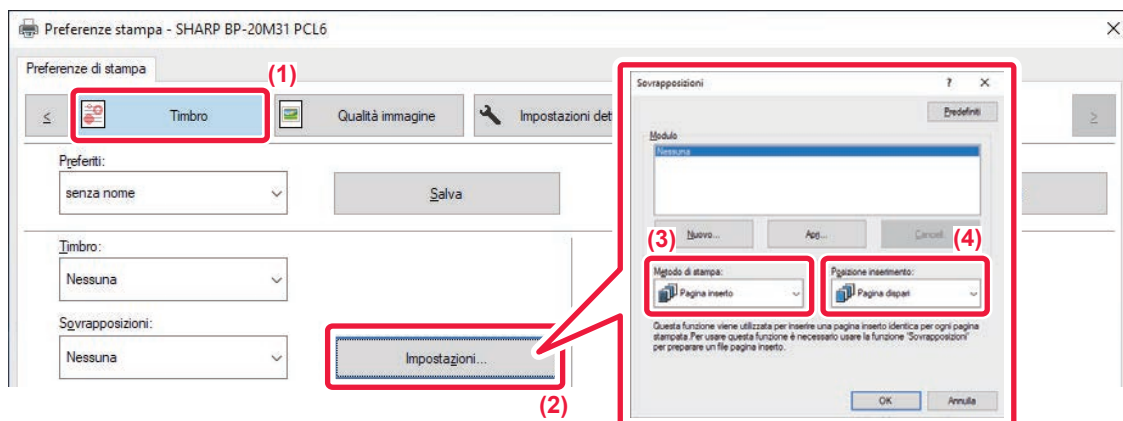 Preferenze stampa - SHARP BP-20M31 PCL6
Preferenze di stampa
(1)
Timbro
Qualità immagine
Impostazioni det
Preferiti:
senza nome
Salva
Timbro:
Nessuna
Sovrapposizioni:
Nessuna
Impostazioni...
(2)
Sovrapposizioni
Predefiniti
Modulo
Nessuna
Nuovo...
Apri...
Cancell.
(3)
(4)
Metodo di stampa:
Posizione inserimento:
Pagina inserto
Pagina dispari
Questa funzione viene utilizzata per inserire una pagina inserto identica per ogni pagina
stampata.Per usare questa funzione è necessario usare la funzione "Sovrapposizioni"
per preparare un file pagina inserto.
OK
Annulla